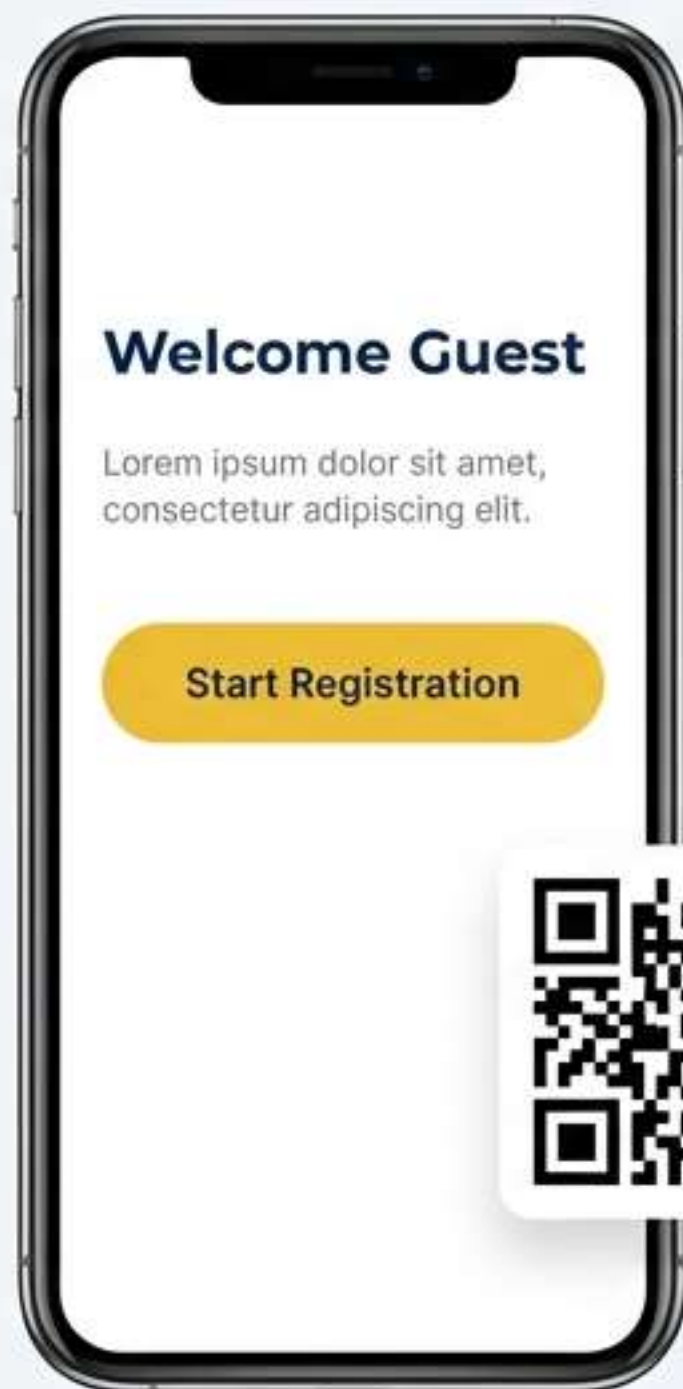 Welcome Guest
Lorem ipsum dolor sit amet,
consectetur adipiscing elit.
Start Registration